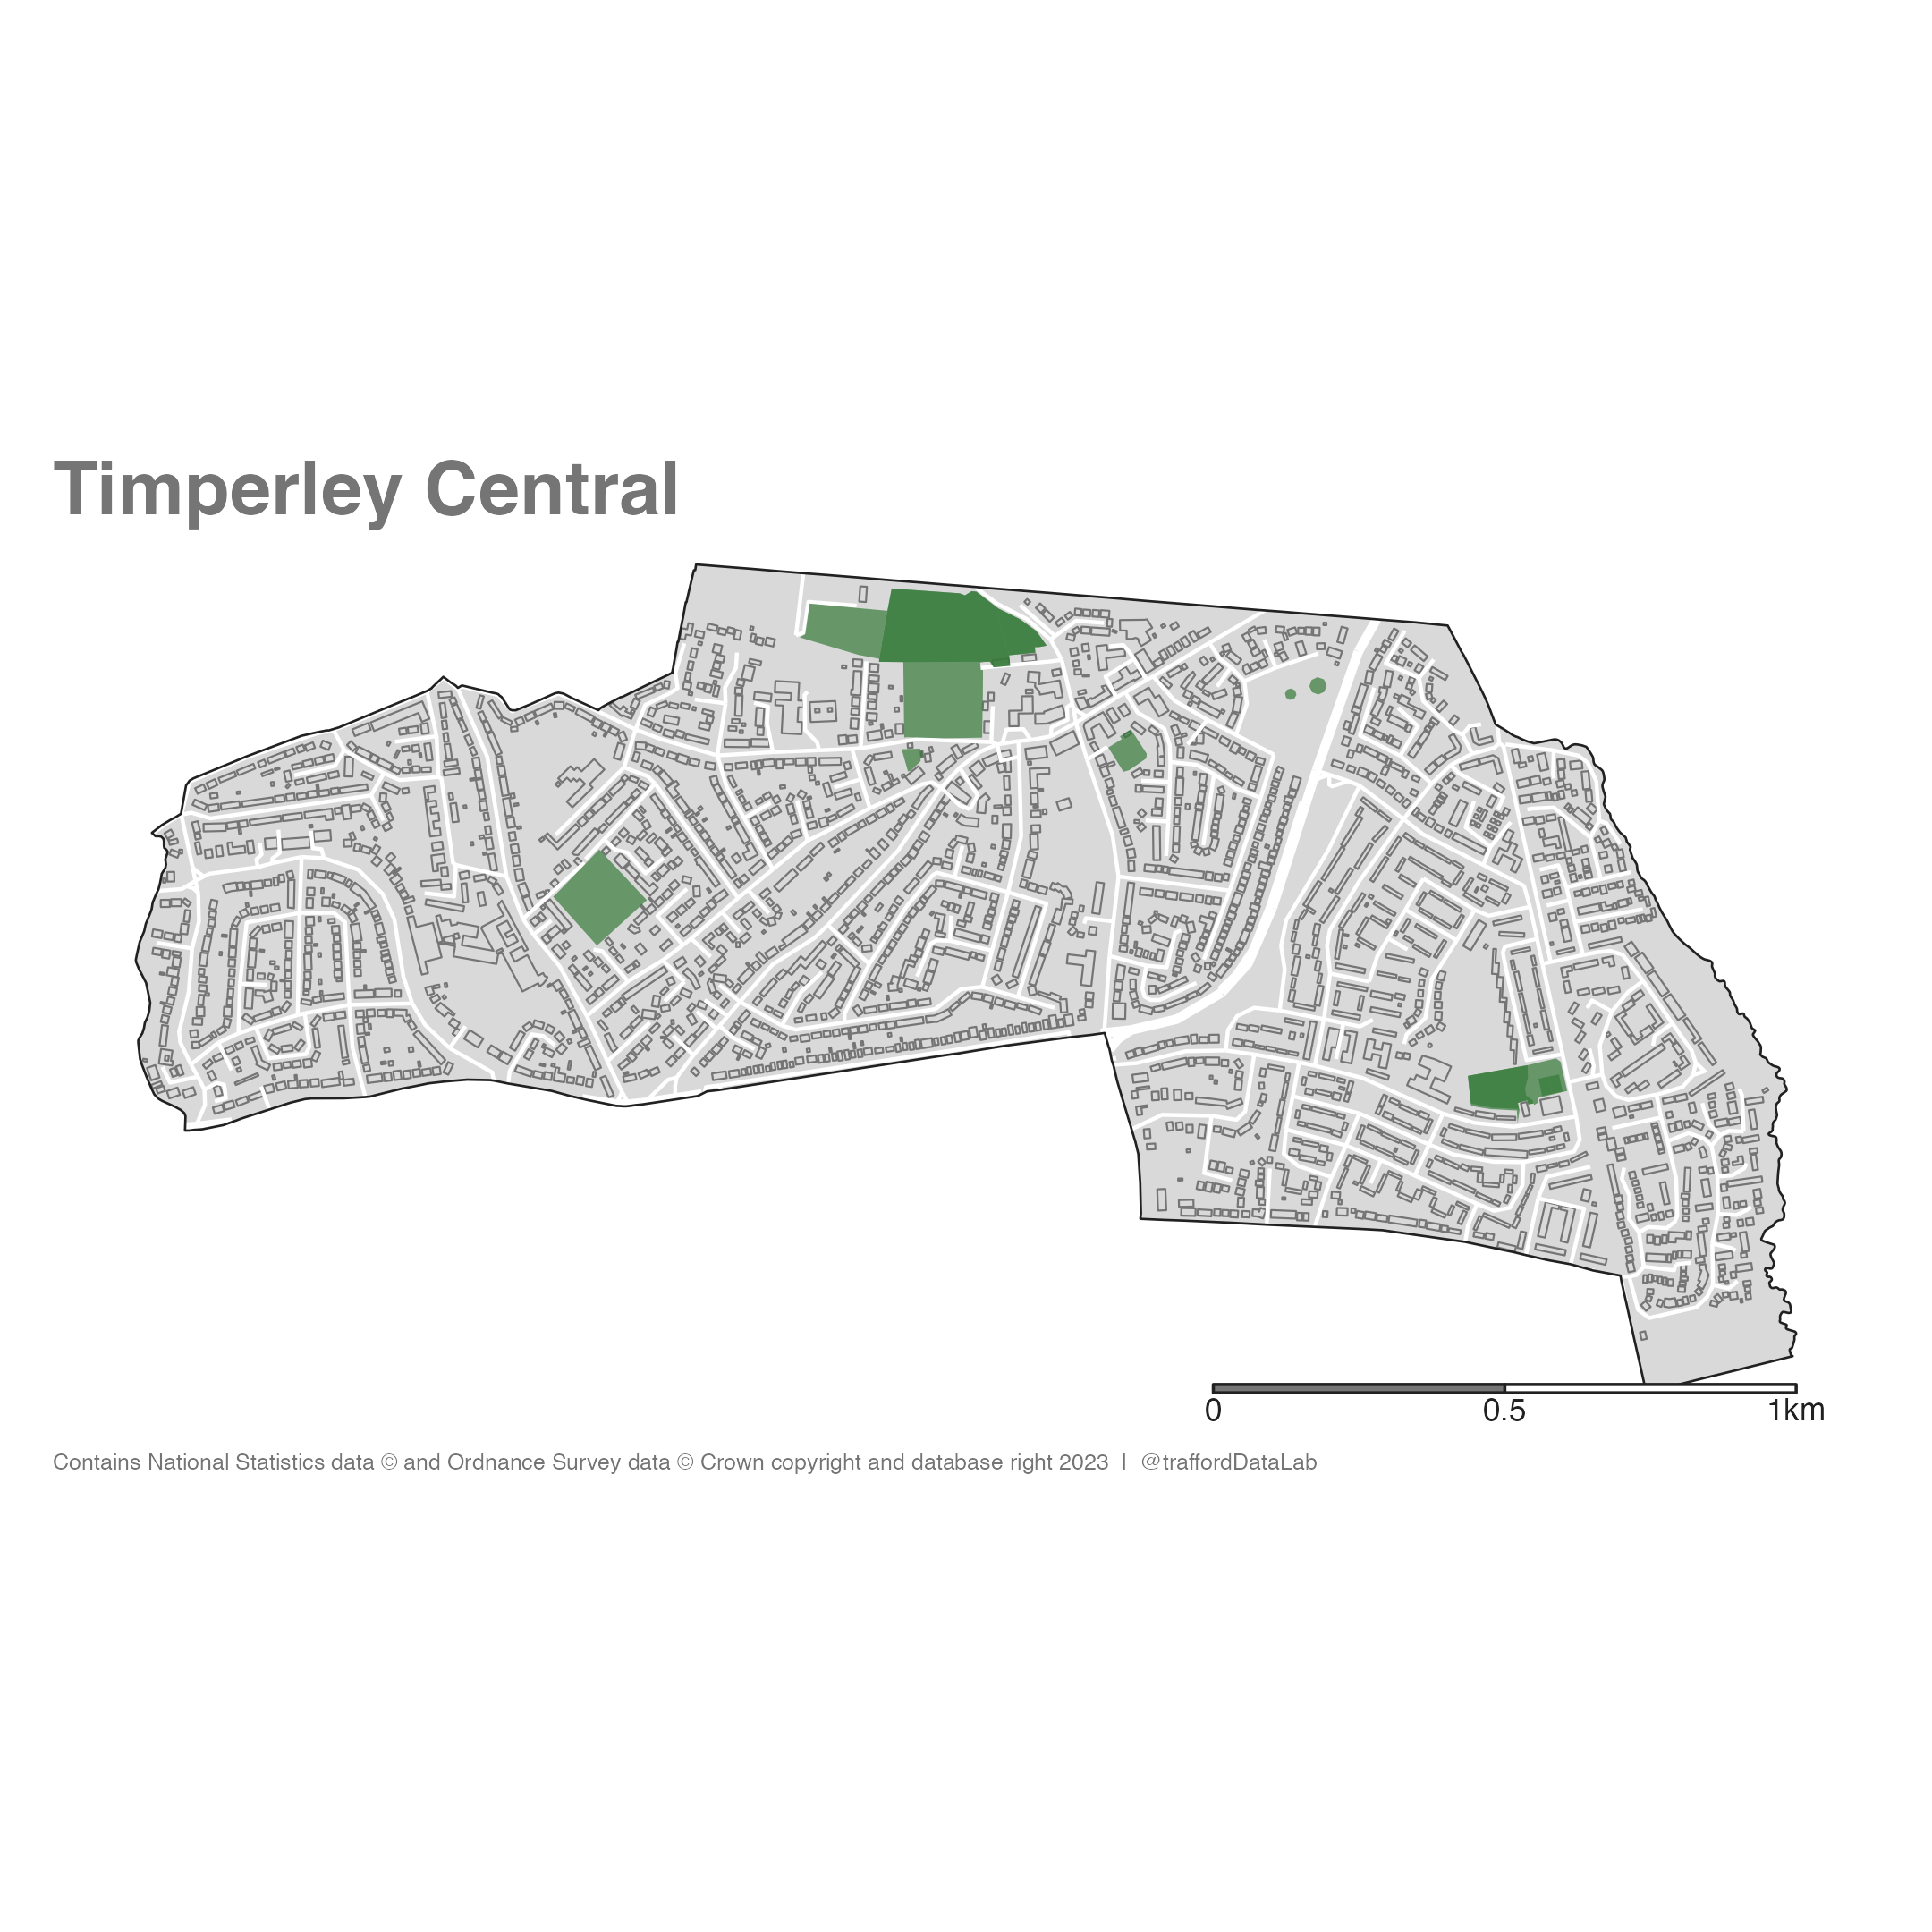 Timperley Central
0 0.5 1km
Contains National Statistics data © and Ordnance Survey data © Crown copyright and database right 2023 | @traffordDataLab